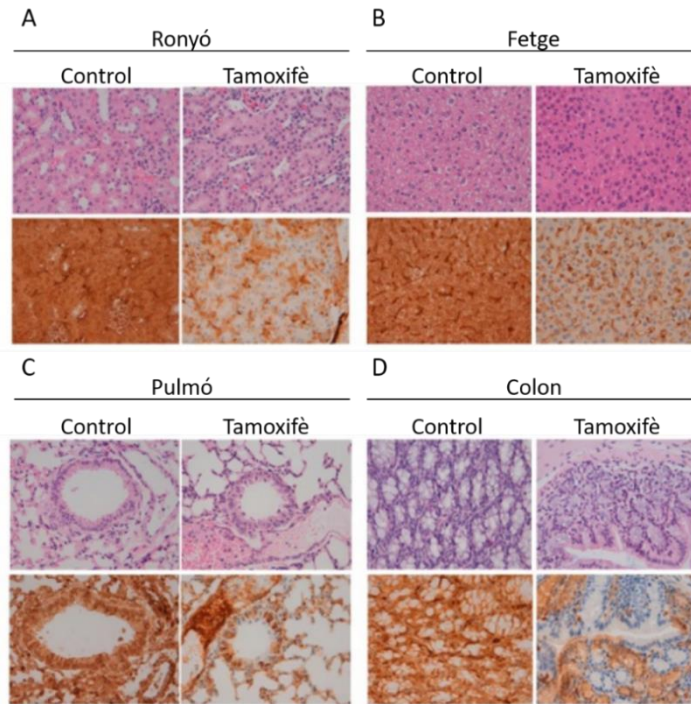 A
Ronyó
Control Tamoxifè
B
Fetge
Control Tamoxifè
C
Pulmó
Control Tamoxifè
D
Colon
Control Tamoxifè